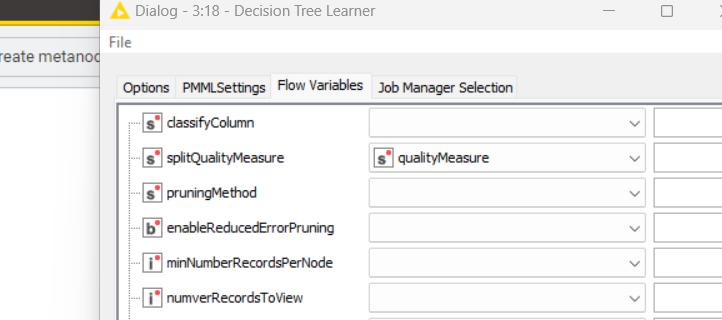 Dialog - 3:18 - Decision Tree Learner
File
reate metanoc
Options PMMLSettings Flow Variables Job Manager Selection
s classifyColumn
s splitQualityMeasure s qualityMeasure
s pruningMethod
b enableReducedErrorPruning
i minNumberRecordsPerNode
i numverRecordsToView